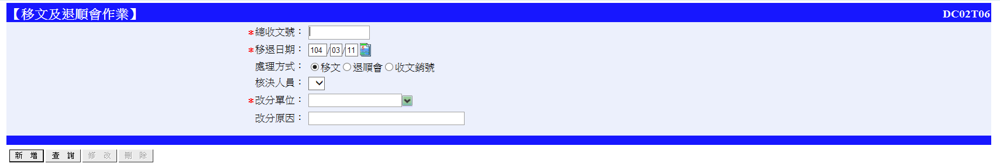 【移文及退順會作業】 DC02T06
*總收文號：
*移退日期： 104/03/11
處理方式： 移文 退順會 收文銷號
核決人員：
*改分單位：
改分原因：
新 增 查 詢 修 改 刪 除